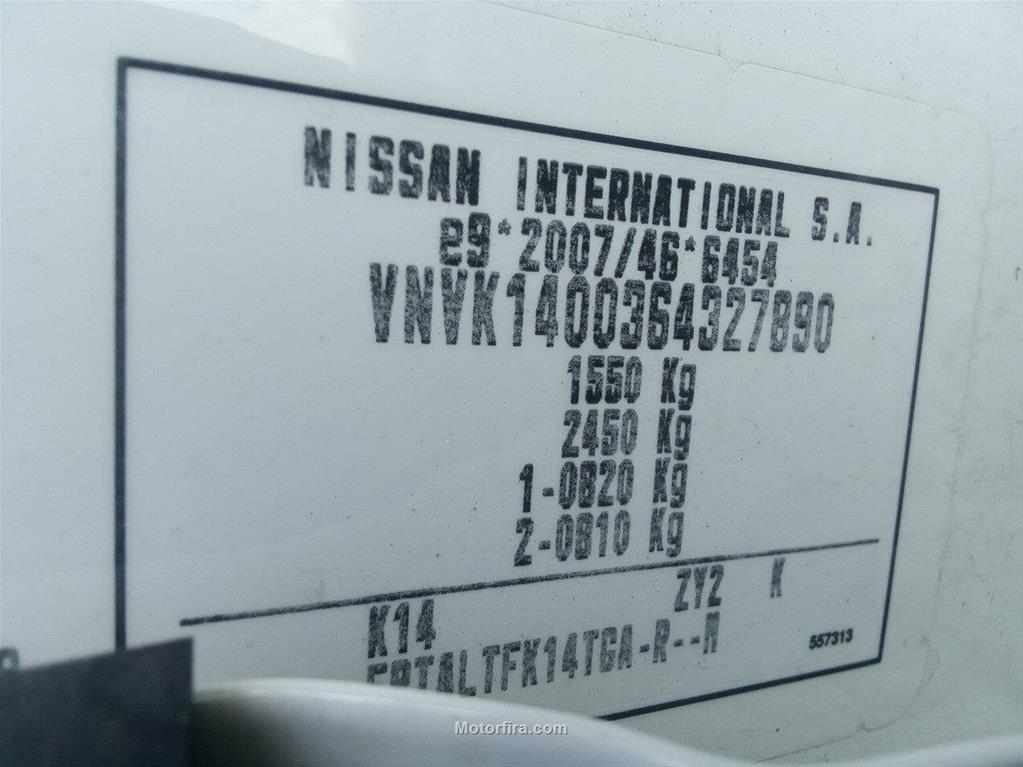 NISSAN INTERNATIONAL S.A.
e9*2007/46*6454
VNVK1400364327890
1550 Kg
2450 Kg
1-0820 Kg
2-0810 Kg
K14 ZY2 K
557313
Motorfira.com